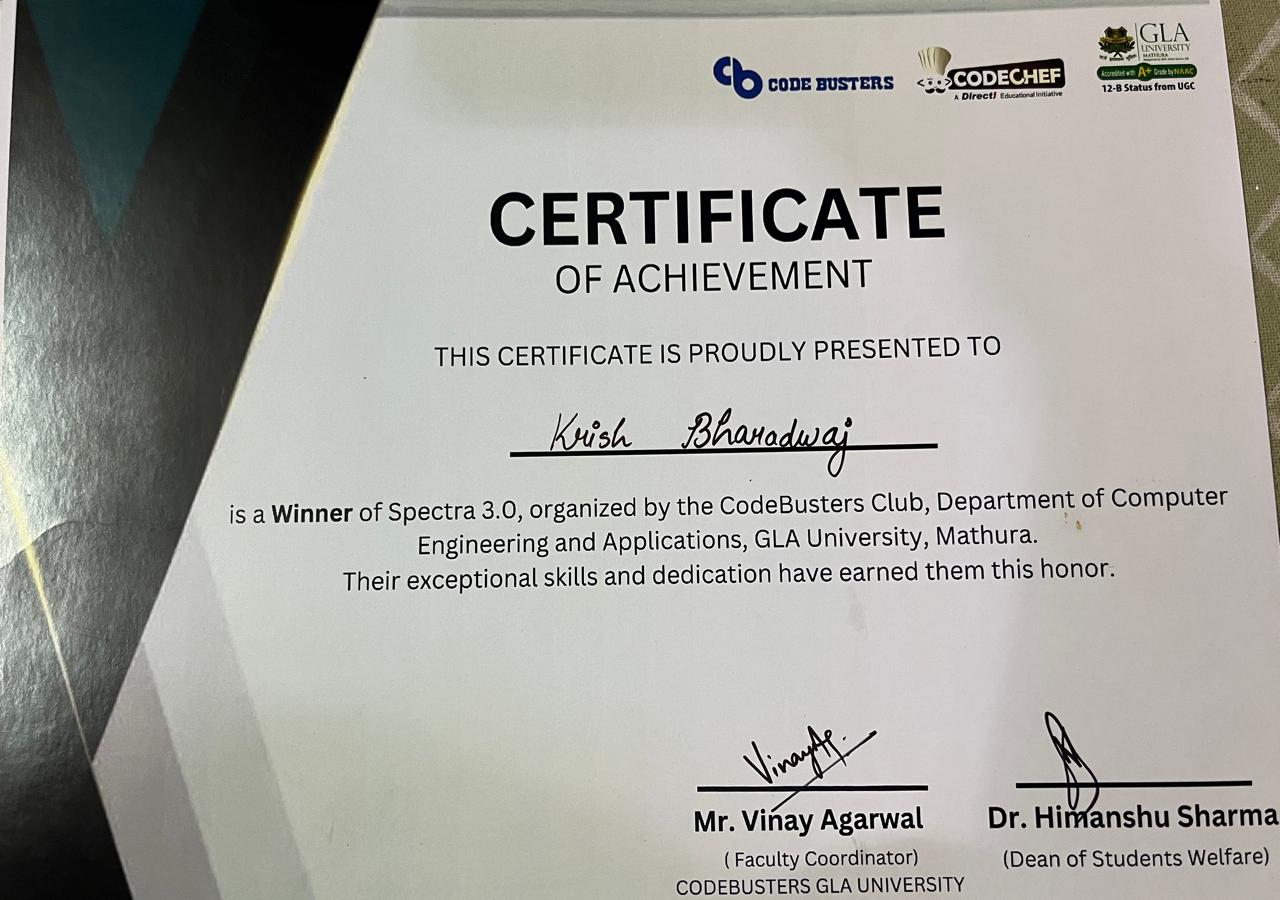 CODE BUSTERS
CODECHEF
A Direct! Educational Initiative
GLA
UNIVERSITY
MATHURA
Accredited with A+ Grade by NAAC
12-B Status from UGC
CERTIFICATE
OF ACHIEVEMENT
THIS CERTIFICATE IS PROUDLY PRESENTED TO
Krish Bharadwaj
is a Winner of Spectra 3.0, organized by the CodeBusters Club, Department of Computer
Engineering and Applications, GLA University, Mathura.
Their exceptional skills and dedication have earned them this honor.
VinayAg.
Mr. Vinay Agarwal
Dr. Himanshu Sharma
( Faculty Coordinator)
(Dean of Students Welfare)
CODEBUSTERS GLA UNIVERSITY